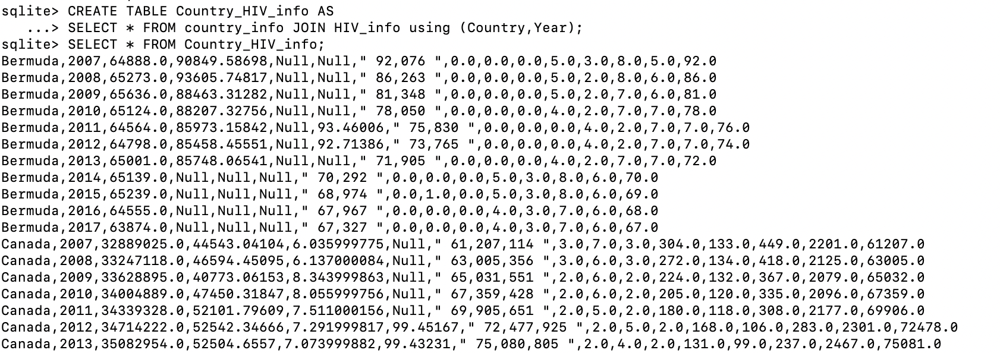 sqlite> CREATE TABLE Country_HIV_info AS
   ...> SELECT * FROM country_info JOIN HIV_info using (Country,Year);
sqlite> SELECT * FROM Country_HIV_info;
Bermuda,2007,64888.0,90849.58698,Null,Null," 92,076 ",0.0,0.0,0.0,5.0,3.0,8.0,5.0,92.0
Bermuda,2008,65273.0,93605.74817,Null,Null," 86,263 ",0.0,0.0,0.0,5.0,2.0,8.0,6.0,86.0
Bermuda,2009,65636.0,88463.31282,Null,Null," 81,348 ",0.0,0.0,0.0,5.0,2.0,7.0,6.0,81.0
Bermuda,2010,65124.0,88207.32756,Null,Null," 78,050 ",0.0,0.0,0.0,4.0,2.0,7.0,7.0,78.0
Bermuda,2011,64564.0,85973.15842,Null,93.46006," 75,830 ",0.0,0.0,0.0,4.0,2.0,7.0,7.0,76.0
Bermuda,2012,64798.0,85458.45551,Null,92.71386," 73,765 ",0.0,0.0,0.0,4.0,2.0,7.0,7.0,74.0
Bermuda,2013,65001.0,85748.06541,Null,Null," 71,905 ",0.0,0.0,0.0,4.0,2.0,7.0,7.0,72.0
Bermuda,2014,65139.0,Null,Null,Null," 70,292 ",0.0,0.0,0.0,5.0,3.0,8.0,6.0,70.0
Bermuda,2015,65239.0,Null,Null,Null," 68,974 ",0.0,1.0,0.0,5.0,3.0,8.0,6.0,69.0
Bermuda,2016,64555.0,Null,Null,Null," 67,967 ",0.0,0.0,0.0,4.0,3.0,7.0,6.0,68.0
Bermuda,2017,63874.0,Null,Null,Null," 67,327 ",0.0,0.0,0.0,4.0,3.0,7.0,6.0,67.0
Canada,2007,32889025.0,44543.04104,6.035999775,Null," 61,207,114 ",3.0,7.0,3.0,304.0,133.0,449.0,2201.0,61207.0
Canada,2008,33247118.0,46594.45095,6.137000084,Null," 63,005,356 ",3.0,6.0,3.0,272.0,134.0,418.0,2125.0,63005.0
Canada,2009,33628895.0,40773.06153,8.343999863,Null," 65,031,551 ",2.0,6.0,2.0,224.0,132.0,367.0,2079.0,65032.0
Canada,2010,34004889.0,47450.31847,8.055999756,Null," 67,359,428 ",2.0,6.0,2.0,205.0,120.0,335.0,2096.0,67359.0
Canada,2011,34339328.0,52101.79609,7.511000156,Null," 69,905,651 ",2.0,5.0,2.0,180.0,118.0,308.0,2177.0,69906.0
Canada,2012,34714222.0,52542.34666,7.291999817,99.45167," 72,477,925 ",2.0,5.0,2.0,168.0,106.0,283.0,2301.0,72478.0
Canada,2013,35082954.0,52504.6557,7.073999882,99.43231," 75,080,805 ",2.0,4.0,2.0,131.0,99.0,237.0,2467.0,75081.0